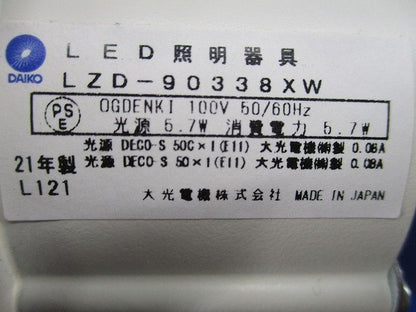 LED照明器具
DAIKO
LZD-90338XW
PS E
OGDENKI 100V 50/60Hz
光源 5.7W 消費電力 5.7W
光源 DECO-S 50C×1(E11) 大光電機㈱製 0.06A
21年製 光源 DECO-S 50×1(E11) 大光電機㈱製 0.08A
L121
大光電機株式会社 MADE IN JAPAN